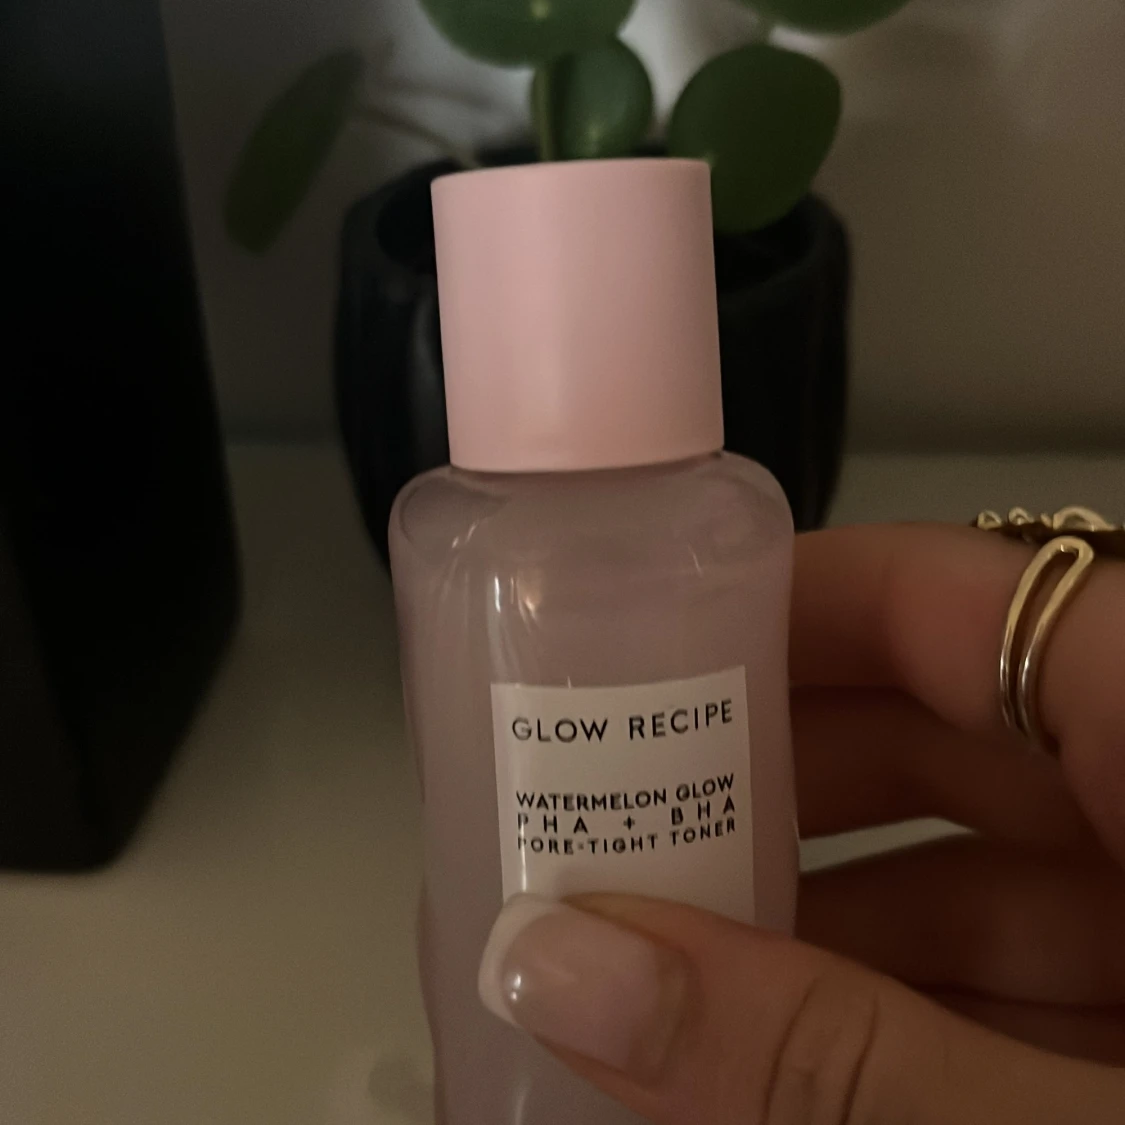 GLOW RECIPE
WATERMELON GLOW
PHA + BHA
PORE-TIGHT TONER